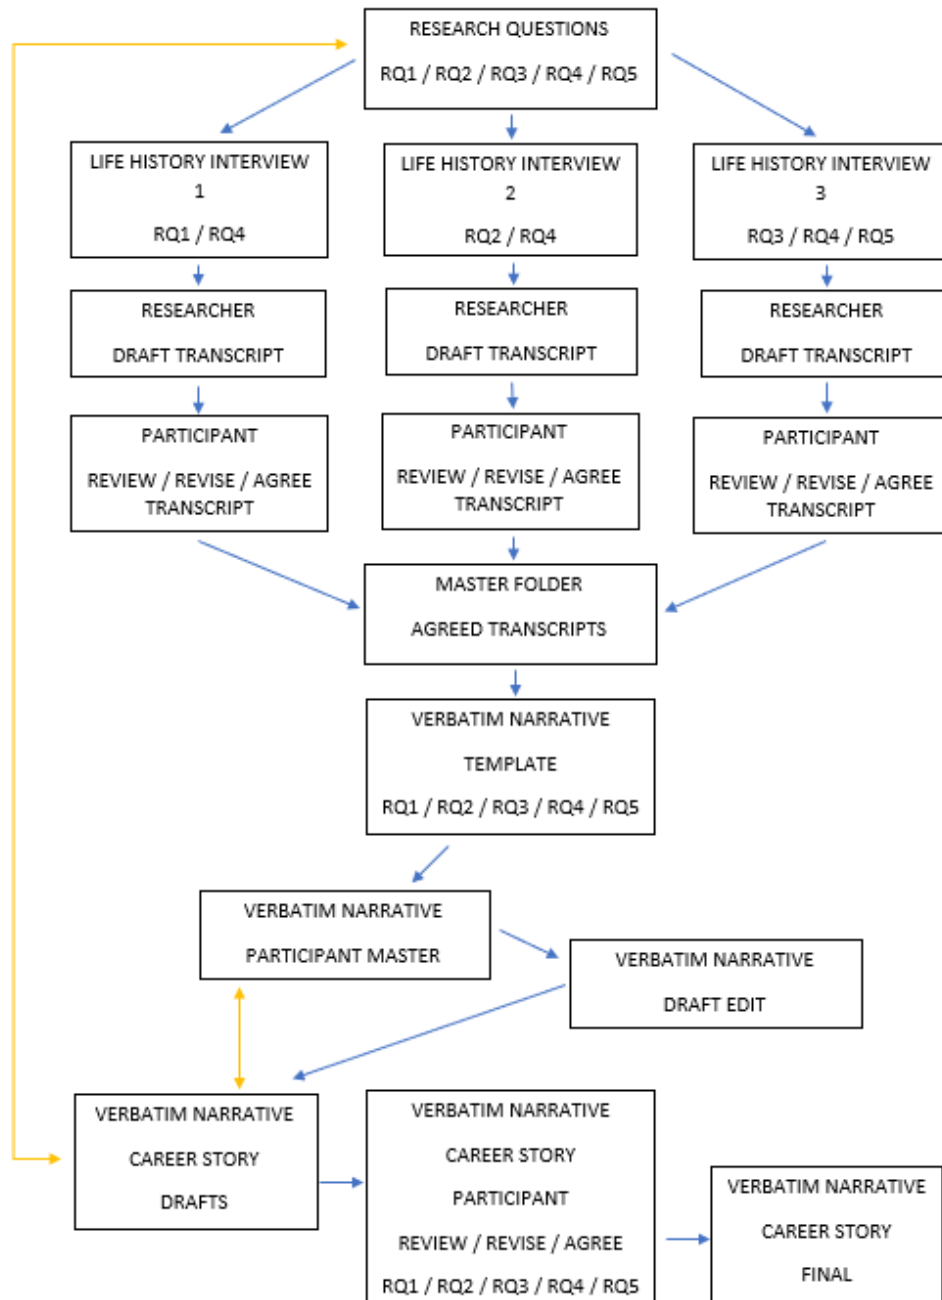 RESEARCH QUESTIONS
RQ1 / RQ2 / RQ3 / RQ4 / RQ5
LIFE HISTORY INTERVIEW
1
RQ1 / RQ4
LIFE HISTORY INTERVIEW
2
RQ2 / RQ4
LIFE HISTORY INTERVIEW
3
RQ3 / RQ4 / RQ5
RESEARCHER
DRAFT TRANSCRIPT
RESEARCHER
DRAFT TRANSCRIPT
RESEARCHER
DRAFT TRANSCRIPT
PARTICIPANT
REVIEW / REVISE / AGREE
TRANSCRIPT
PARTICIPANT
REVIEW / REVISE / AGREE
TRANSCRIPT
PARTICIPANT
REVIEW / REVISE / AGREE
TRANSCRIPT
MASTER FOLDER
AGREED TRANSCRIPTS
VERBATIM NARRATIVE
TEMPLATE
RQ1 / RQ2 / RQ3 / RQ4 / RQ5
VERBATIM NARRATIVE
PARTICIPANT MASTER
VERBATIM NARRATIVE
DRAFT EDIT
VERBATIM NARRATIVE
CAREER STORY
DRAFTS
VERBATIM NARRATIVE
CAREER STORY
PARTICIPANT
REVIEW / REVISE / AGREE
RQ1 / RQ2 / RQ3 / RQ4 / RQ5
VERBATIM NARRATIVE
CAREER STORY
FINAL